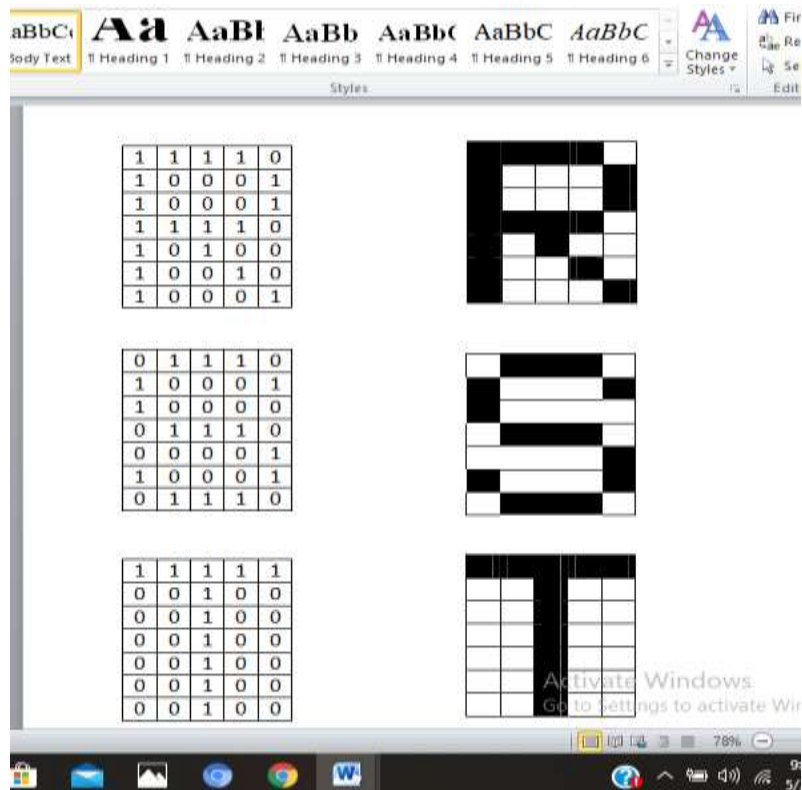 aBbC AaBl AaBb AaBb( AaBbC AaBbC
Body Text ¶ Heading 1 ¶ Heading 2 ¶ Heading 3 ¶ Heading 4 ¶ Heading 5 ¶ Heading 6
Aa
Change
Styles
Styles
Edit
1 1 1 1 0
1 0 0 0 1
1 0 0 0 1
1 1 1 1 0
1 0 1 0 0
1 0 0 1 0
1 0 0 0 1
0 1 1 1 0
1 0 0 0 1
1 0 0 0 0
0 1 1 1 0
0 0 0 0 1
1 0 0 0 1
0 1 1 1 0
1 1 1 1 1
0 0 1 0 0
0 0 1 0 0
0 0 1 0 0
0 0 1 0 0
0 0 1 0 0
0 0 1 0 0
Activate Windows
Go to Settings to activate Win
78%